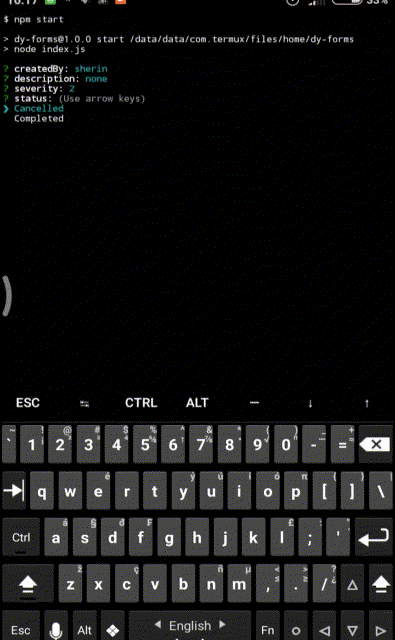 16:17
33%
$ npm start
> dy-forms@1.0.0 start /data/data/com.termux/files/home/dy-forms
> node index.js
? createdBy: sherin
? description: none
? severity: 2
? status: (Use arrow keys)
❯ Cancelled
Completed
ESC CTRL ALT — ↓ ↑
` 1 2 3 4 5 6 7 8 9 0 - =
q w e r t y u i o p [ ] \
Ctrl a s d f g h j k l ; '
z x c v b n m , . /
Esc Alt English Fn